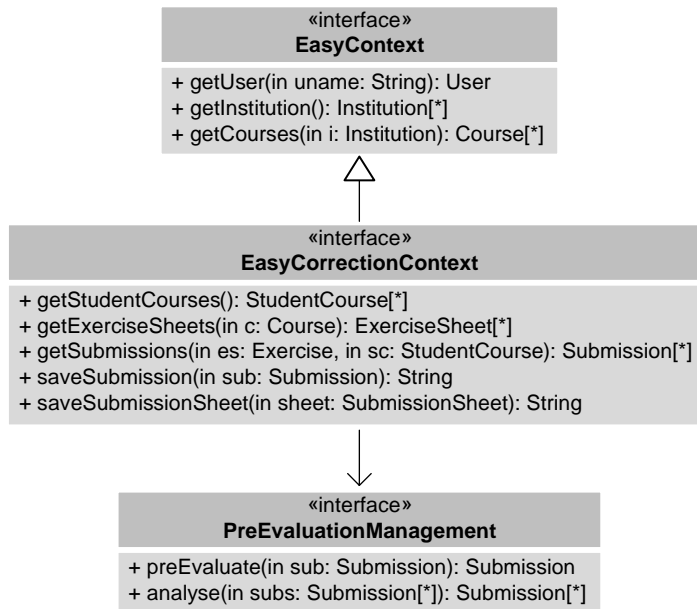 «interface»
EasyContext
+ getUser(in uname: String): User
+ getInstitution(): Institution[*]
+ getCourses(in i: Institution): Course[*]
«interface»
EasyCorrectionContext
+ getStudentCourses(): StudentCourse[*]
+ getExerciseSheets(in c: Course): ExerciseSheet[*]
+ getSubmissions(in es: Exercise, in sc: StudentCourse): Submission[*]
+ saveSubmission(in sub: Submission): String
+ saveSubmissionSheet(in sheet: SubmissionSheet): String
«interface»
PreEvaluationManagement
+ preEvaluate(in sub: Submission): Submission
+ analyse(in subs: Submission[*]): Submission[*]